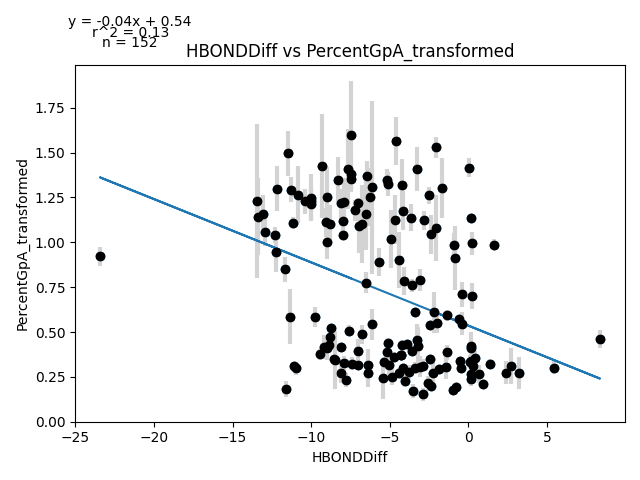 y = -0.04x + 0.54
r^2 = 0.13
n = 152
HBONDDiff vs PercentGpA_transformed
PercentGpA_transformed
1.75
1.50
1.25
1.00
0.75
0.50
0.25
0.00
−25 −20 −15 −10 −5 0 5
HBONDDiff